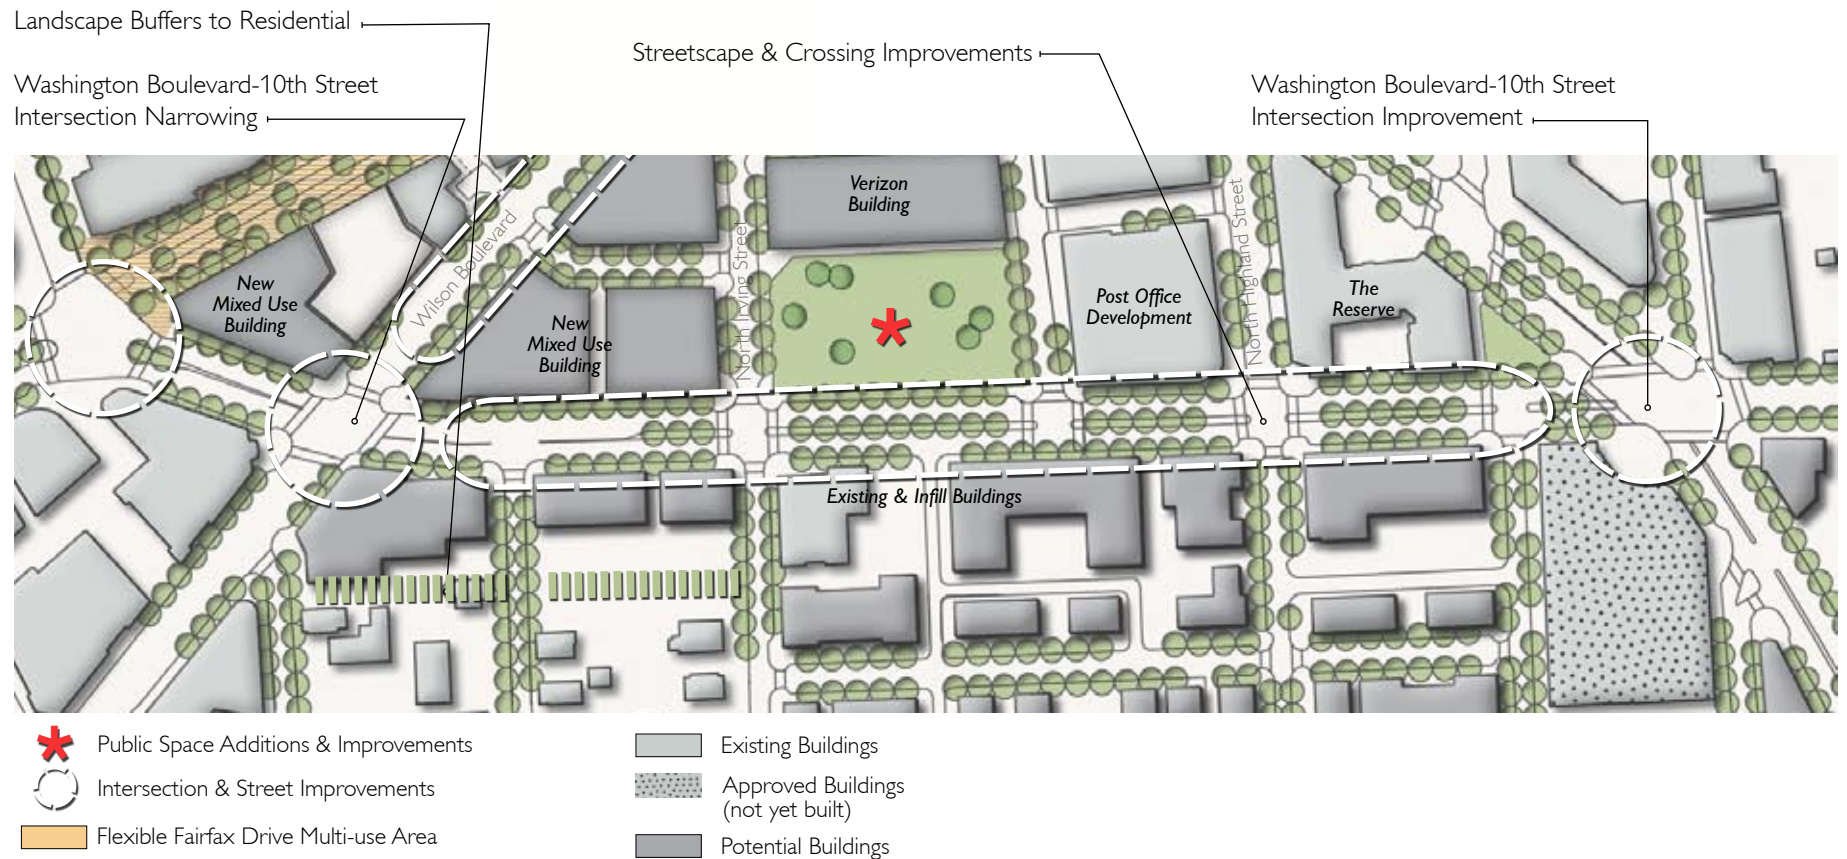 Landscape Buffers to Residential
Streetscape & Crossing Improvements
Washington Boulevard-10th Street
Intersection Narrowing
Washington Boulevard-10th Street
Intersection Improvement
Verizon
Building
Wilson Boulevard
North Irving Street
North Highland Street
New
Mixed Use
Building
New
Mixed Use
Building
Post Office
Development
The
Reserve
Existing & Infill Buildings
Public Space Additions & Improvements
Intersection & Street Improvements
Flexible Fairfax Drive Multi-use Area
Existing Buildings
Approved Buildings
(not yet built)
Potential Buildings